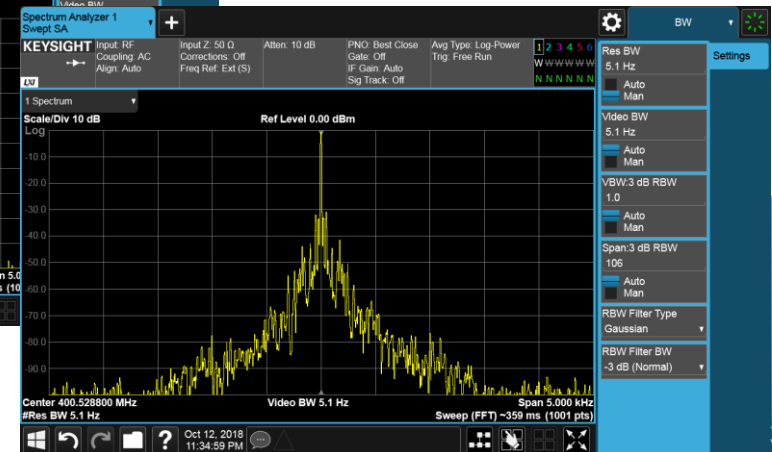 Video BW
Spectrum Analyzer 1
Swept SA
+
BW
KEYSIGHT
Input: RF
Coupling: AC
Align: Auto
Input Z: 50 Ω
Corrections: Off
Freq Ref: Ext (S)
Atten: 10 dB
PNO: Best Close
Gate: Off
IF Gain: Auto
Sig Track: Off
Avg Type: Log-Power
Trig: Free Run
1 2 3 4 5 6
W W W W W W
N N N N N N
LXI
1 Spectrum
Scale/Div 10 dB
Ref Level 0.00 dBm
Log
-10.0
-20.0
-30.0
-40.0
-50.0
-60.0
-70.0
-80.0
-90.0
Center 400.528800 MHz
#Res BW 5.1 Hz
Video BW 5.1 Hz
Span 5.000 kHz
Sweep (FFT) ~359 ms (1001 pts)
?
Oct 12, 2018
11:34:59 PM
Res BW
5.1 Hz
Auto
Man
Video BW
5.1 Hz
Auto
Man
VBW:3 dB RBW
1.0
Auto
Man
Span:3 dB RBW
106
Auto
Man
RBW Filter Type
Gaussian
RBW Filter BW
-3 dB (Normal)
Settings